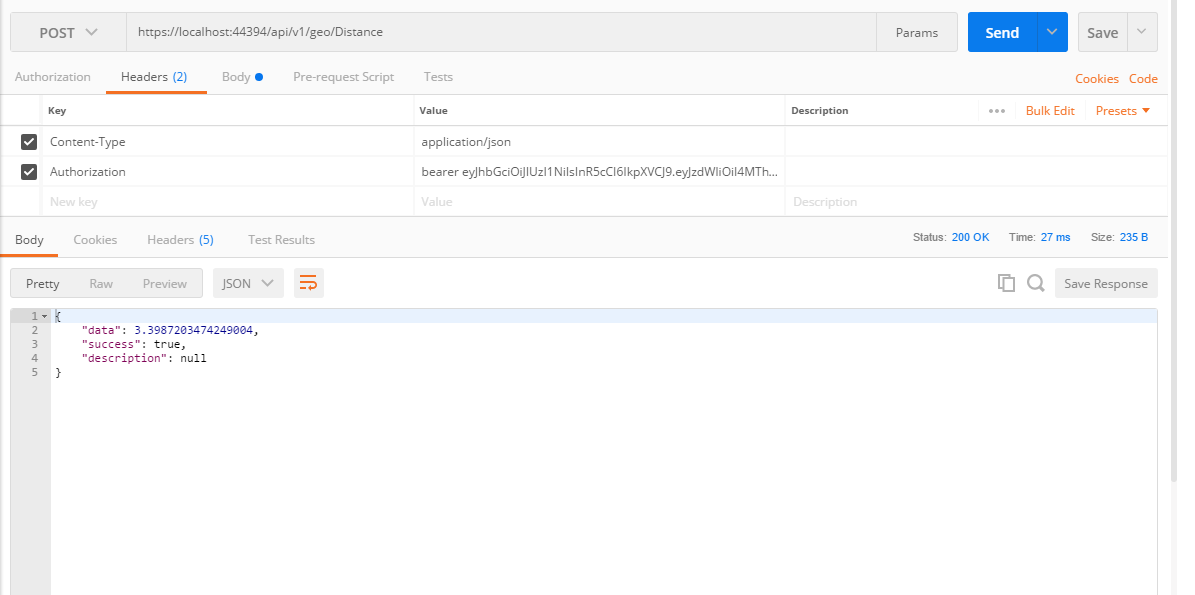 POST https://localhost:44394/api/v1/geo/Distance Params Send Save
Authorization Headers (2) Body Pre-request Script Tests Cookies Code
Key Value Description Bulk Edit Presets
Content-Type application/json
Authorization bearer eyJhbGciOiJIUzI1NiIsInR5cCI6IkpXVCJ9.eyJzdWIiOiI4MTh...
New key Value Description
Body Cookies Headers (5) Test Results Status: 200 OK Time: 27 ms Size: 235 B
Pretty Raw Preview JSON Save Response
1 {
2 "data": 3.3987203474249004,
3 "success": true,
4 "description": null
5 }